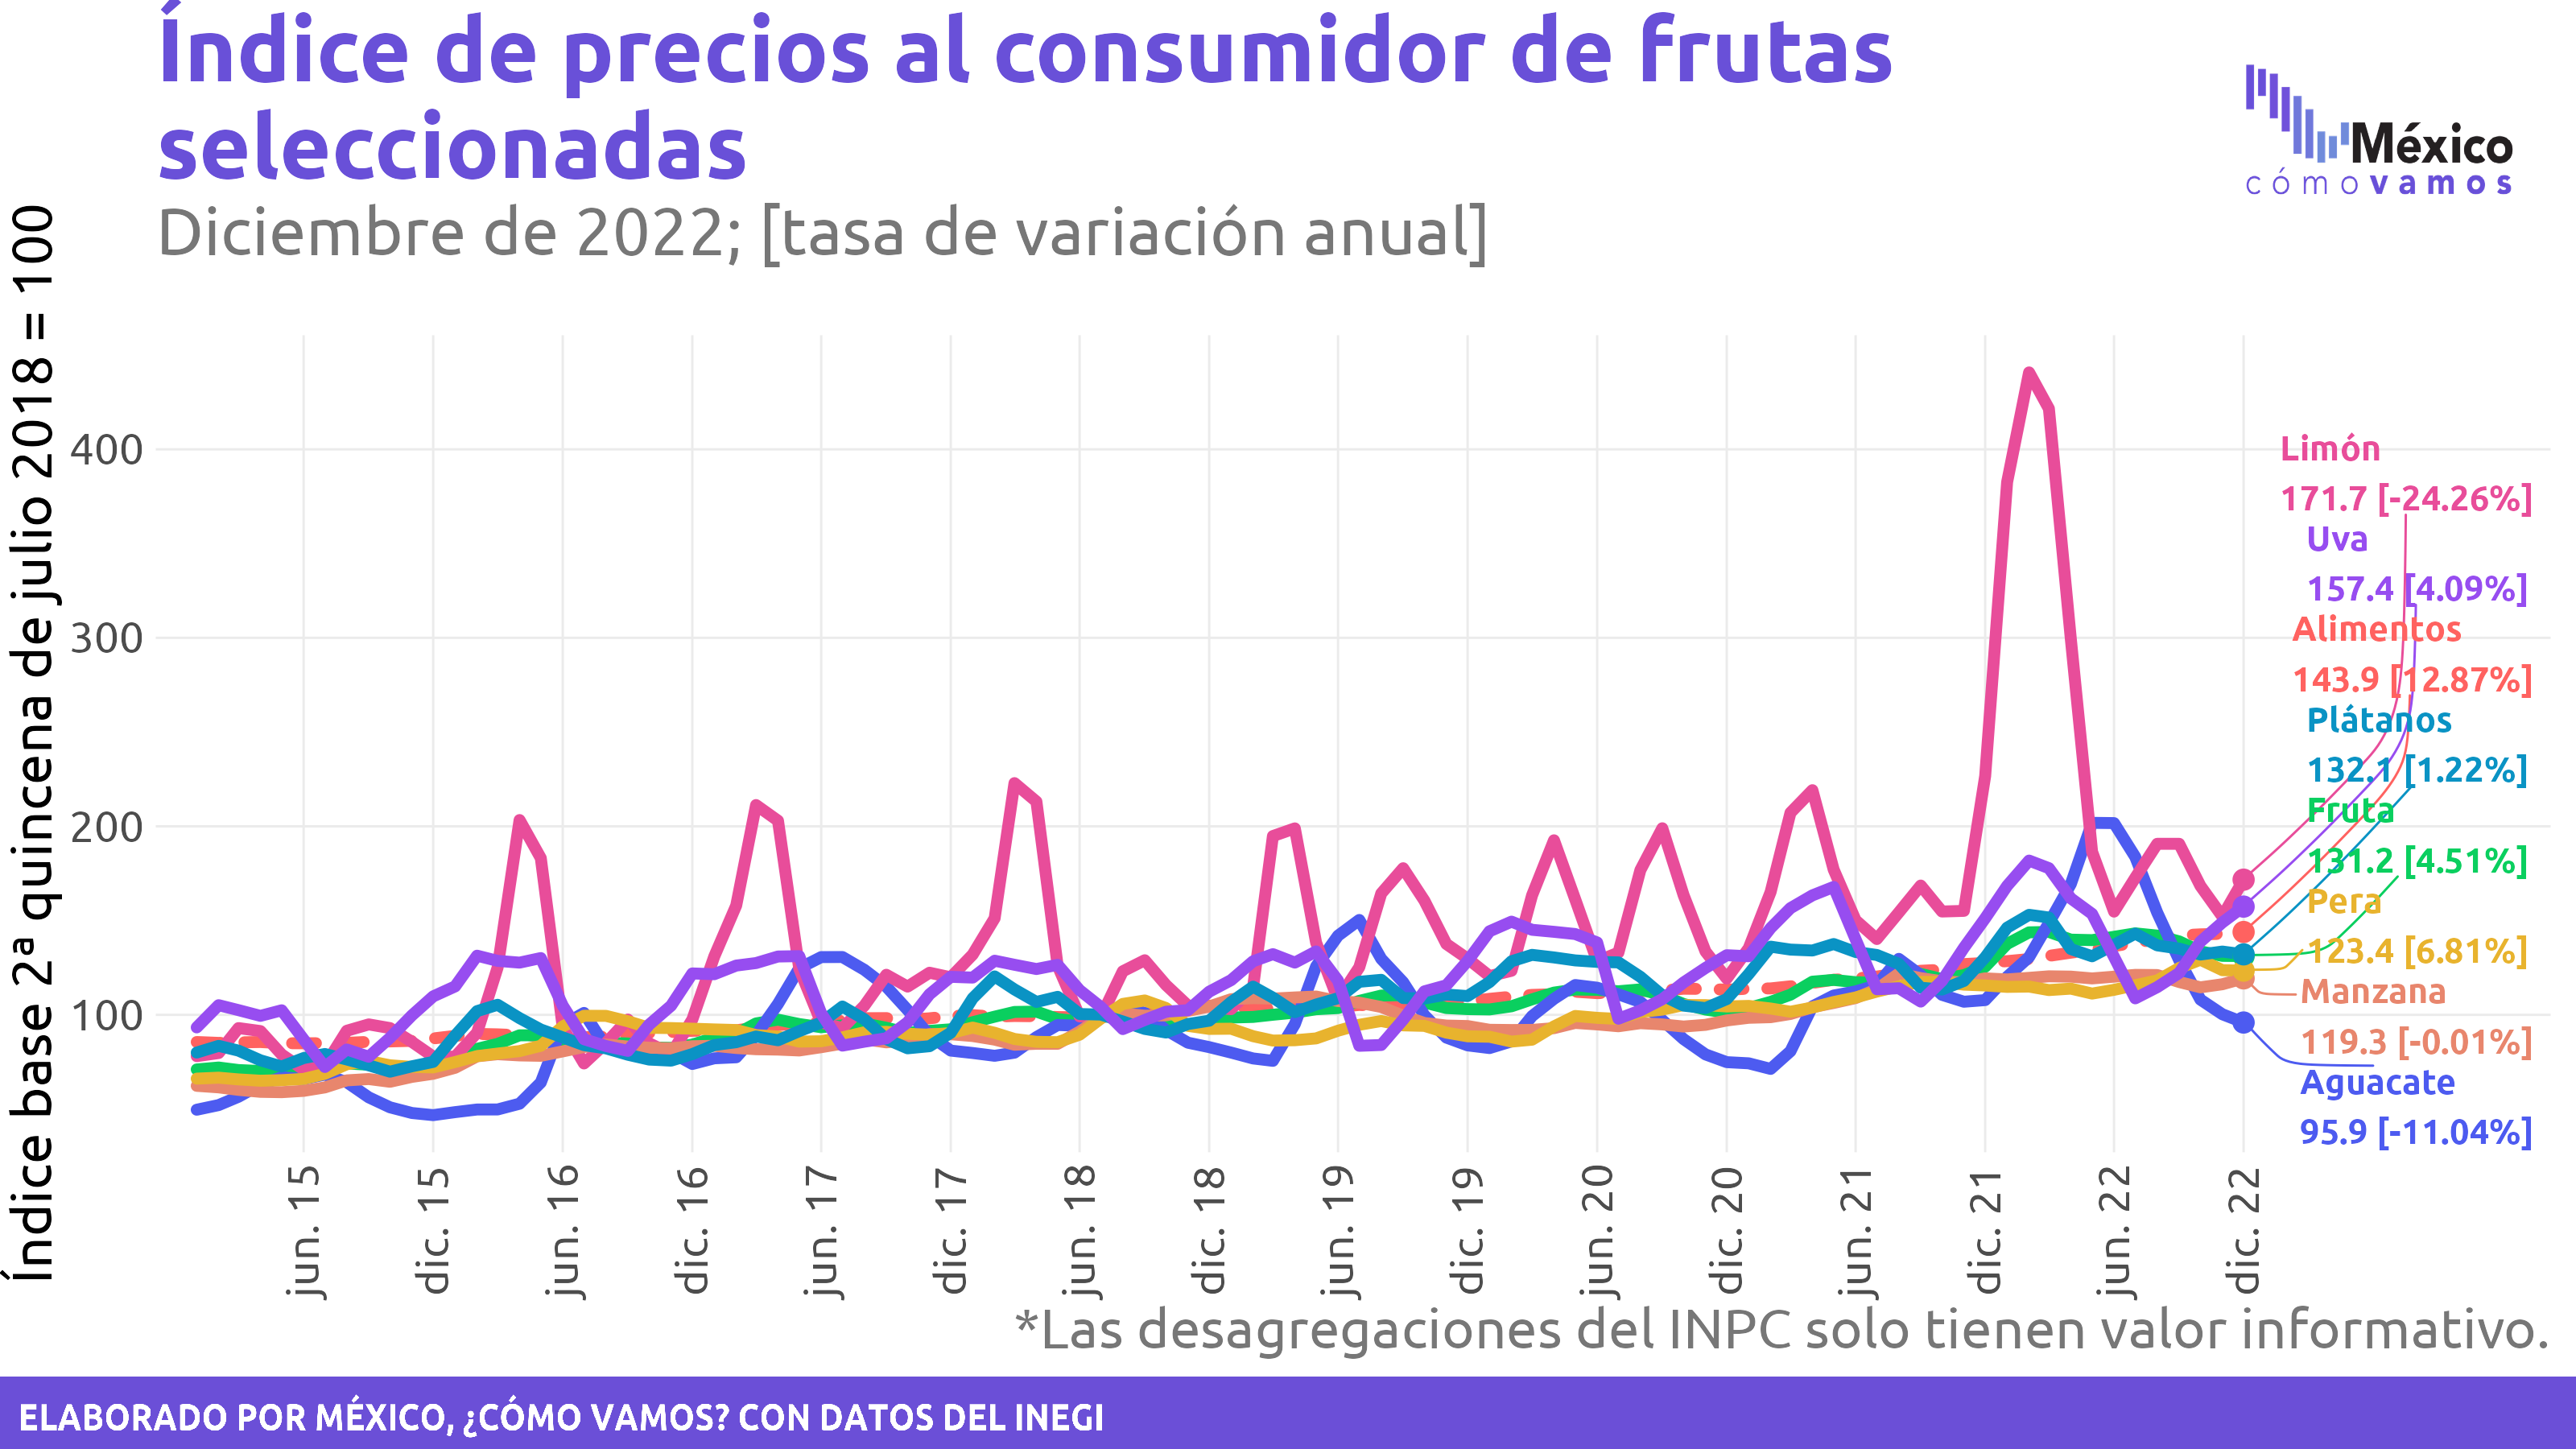 Índice de precios al consumidor de frutas
seleccionadas
Diciembre de 2022; [tasa de variación anual]
México
cómo vamos
Índice base 2ª quincena de julio 2018 = 100
400
300
200
100
Limón
171.7 [-24.26%]
Uva
157.4 [4.09%]
Alimentos
143.9 [12.87%]
Plátanos
132.1 [1.22%]
Fruta
131.2 [4.51%]
Pera
123.4 [6.81%]
Manzana
119.3 [-0.01%]
Aguacate
95.9 [-11.04%]
jun. 15
dic. 15
jun. 16
dic. 16
jun. 17
dic. 17
jun. 18
dic. 18
jun. 19
dic. 19
jun. 20
dic. 20
jun. 21
dic. 21
jun. 22
dic. 22
*Las desagregaciones del INPC solo tienen valor informativo.
ELABORADO POR MÉXICO, ¿CÓMO VAMOS? CON DATOS DEL INEGI